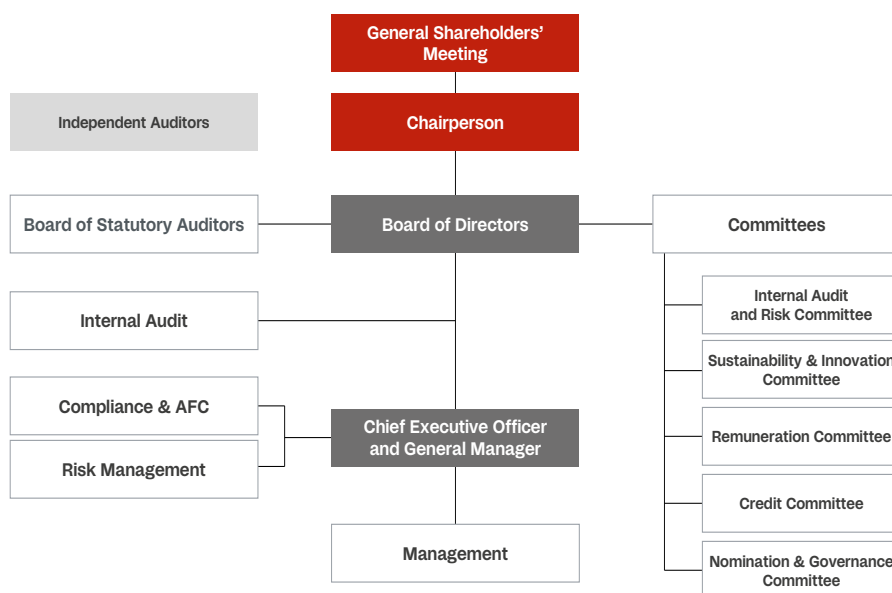 General Shareholders'
Meeting
Independent Auditors
Chairperson
Board of Statutory Auditors
Board of Directors
Committees
Internal Audit
Internal Audit
and Risk Committee
Sustainability & Innovation
Committee
Compliance & AFC
Chief Executive Officer
and General Manager
Remuneration Committee
Risk Management
Credit Committee
Management
Nomination & Governance
Committee